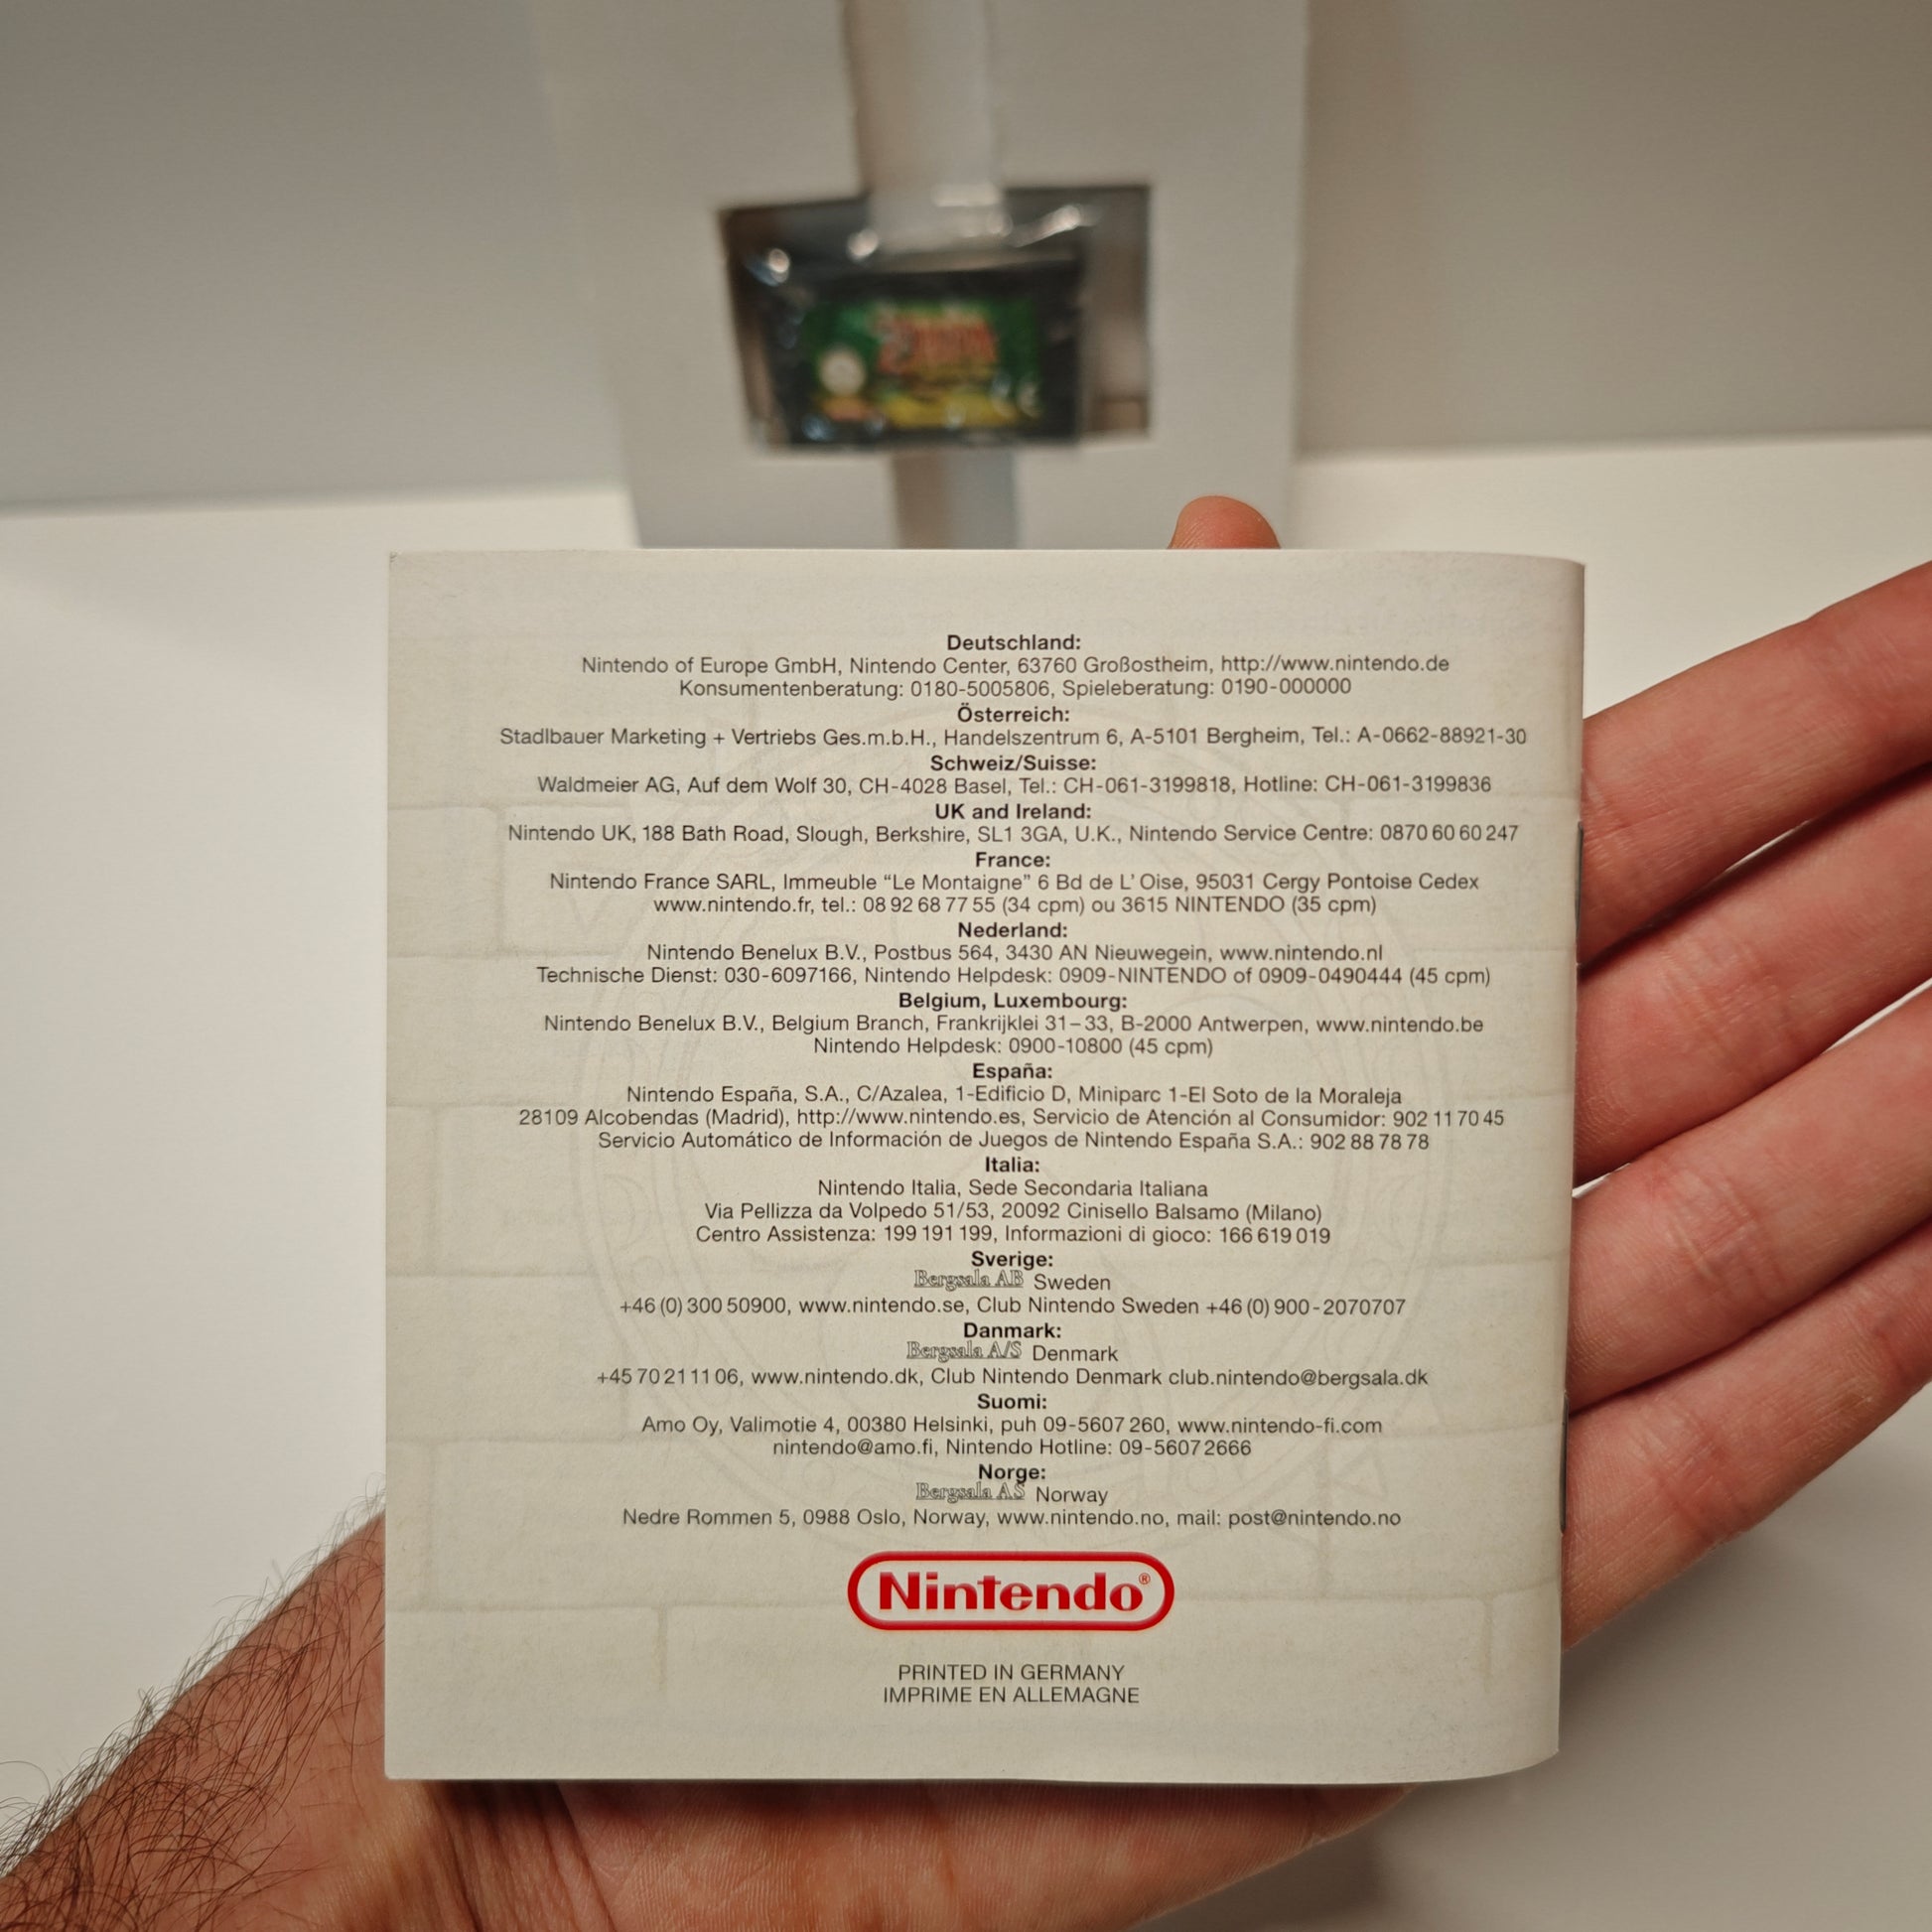 Deutschland:
Nintendo of Europe GmbH, Nintendo Center, 63760 Großostheim, http://www.nintendo.de
Konsumentenberatung: 0180-5005806, Spieleberatung: 0190-000000
Österreich:
Stadlbauer Marketing + Vertriebs Ges.m.b.H., Handelszentrum 6, A-5101 Bergheim, Tel.: A-0662-88921-30
Schweiz/Suisse:
Waldmeier AG, Auf dem Wolf 30, CH-4028 Basel, Tel.: CH-061-3199818, Hotline: CH-061-3199836
UK and Ireland:
Nintendo UK, 188 Bath Road, Slough, Berkshire, SL1 3GA, U.K., Nintendo Service Centre: 0870 60 60 247
France:
Nintendo France SARL, Immeuble “Le Montaigne” 6 Bd de L’ Oise, 95031 Cergy Pontoise Cedex
www.nintendo.fr, tel.: 08 92 68 77 55 (34 cpm) ou 3615 NINTENDO (35 cpm)
Nederland:
Nintendo Benelux B.V., Postbus 564, 3430 AN Nieuwegein, www.nintendo.nl
Technische Dienst: 030-6097166, Nintendo Helpdesk: 0909-NINTENDO of 0909-0490444 (45 cpm)
Belgium, Luxembourg:
Nintendo Benelux B.V., Belgium Branch, Frankrijklei 31–33, B-2000 Antwerpen, www.nintendo.be
Nintendo Helpdesk: 0900-10800 (45 cpm)
España:
Nintendo España, S.A., C/Azalea, 1-Edificio D, Miniparc 1-El Soto de la Moraleja
28109 Alcobendas (Madrid), http://www.nintendo.es, Servicio de Atención al Consumidor: 902 11 70 45
Servicio Automático de Información de Juegos de Nintendo España S.A.: 902 88 78 78
Italia:
Nintendo Italia, Sede Secondaria Italiana
Via Pellizza da Volpedo 51/53, 20092 Cinisello Balsamo (Milano)
Centro Assistenza: 199 191 199, Informazioni di gioco: 166 619 019
Sverige:
Bergsala AB Sweden
+46 (0) 300 50900, www.nintendo.se, Club Nintendo Sweden +46 (0) 900-2070707
Danmark:
Bergsala A/S Denmark
+45 70 21 11 06, www.nintendo.dk, Club Nintendo Denmark club.nintendo@bergsala.dk
Suomi:
Amo Oy, Valimotie 4, 00380 Helsinki, puh 09-5607 260, www.nintendo-fi.com
nintendo@amo.fi, Nintendo Hotline: 09-5607 2666
Norge:
Bergsala AS Norway
Nedre Rommen 5, 0988 Oslo, Norway, www.nintendo.no, mail: post@nintendo.no
Nintendo®
PRINTED IN GERMANY
IMPRIME EN ALLEMAGNE